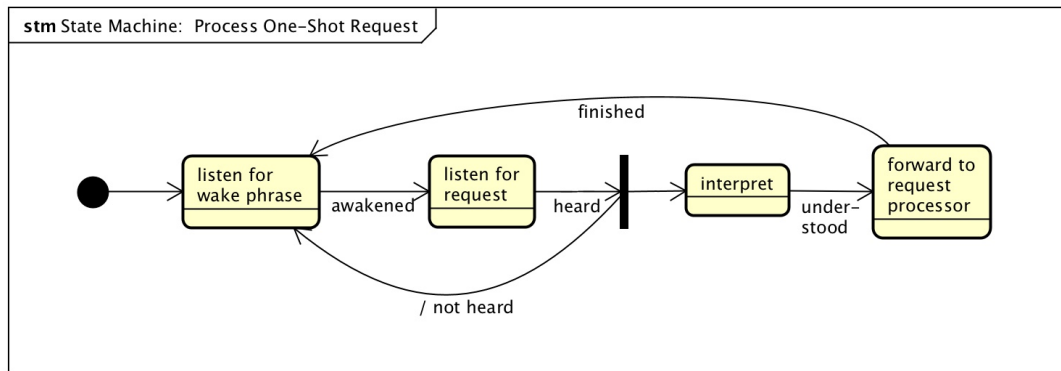 stm State Machine: Process One-Shot Request
finished
listen for
wake phrase
awakened
listen for
request
heard
interpret
under-
stood
forward to
request
processor
/ not heard